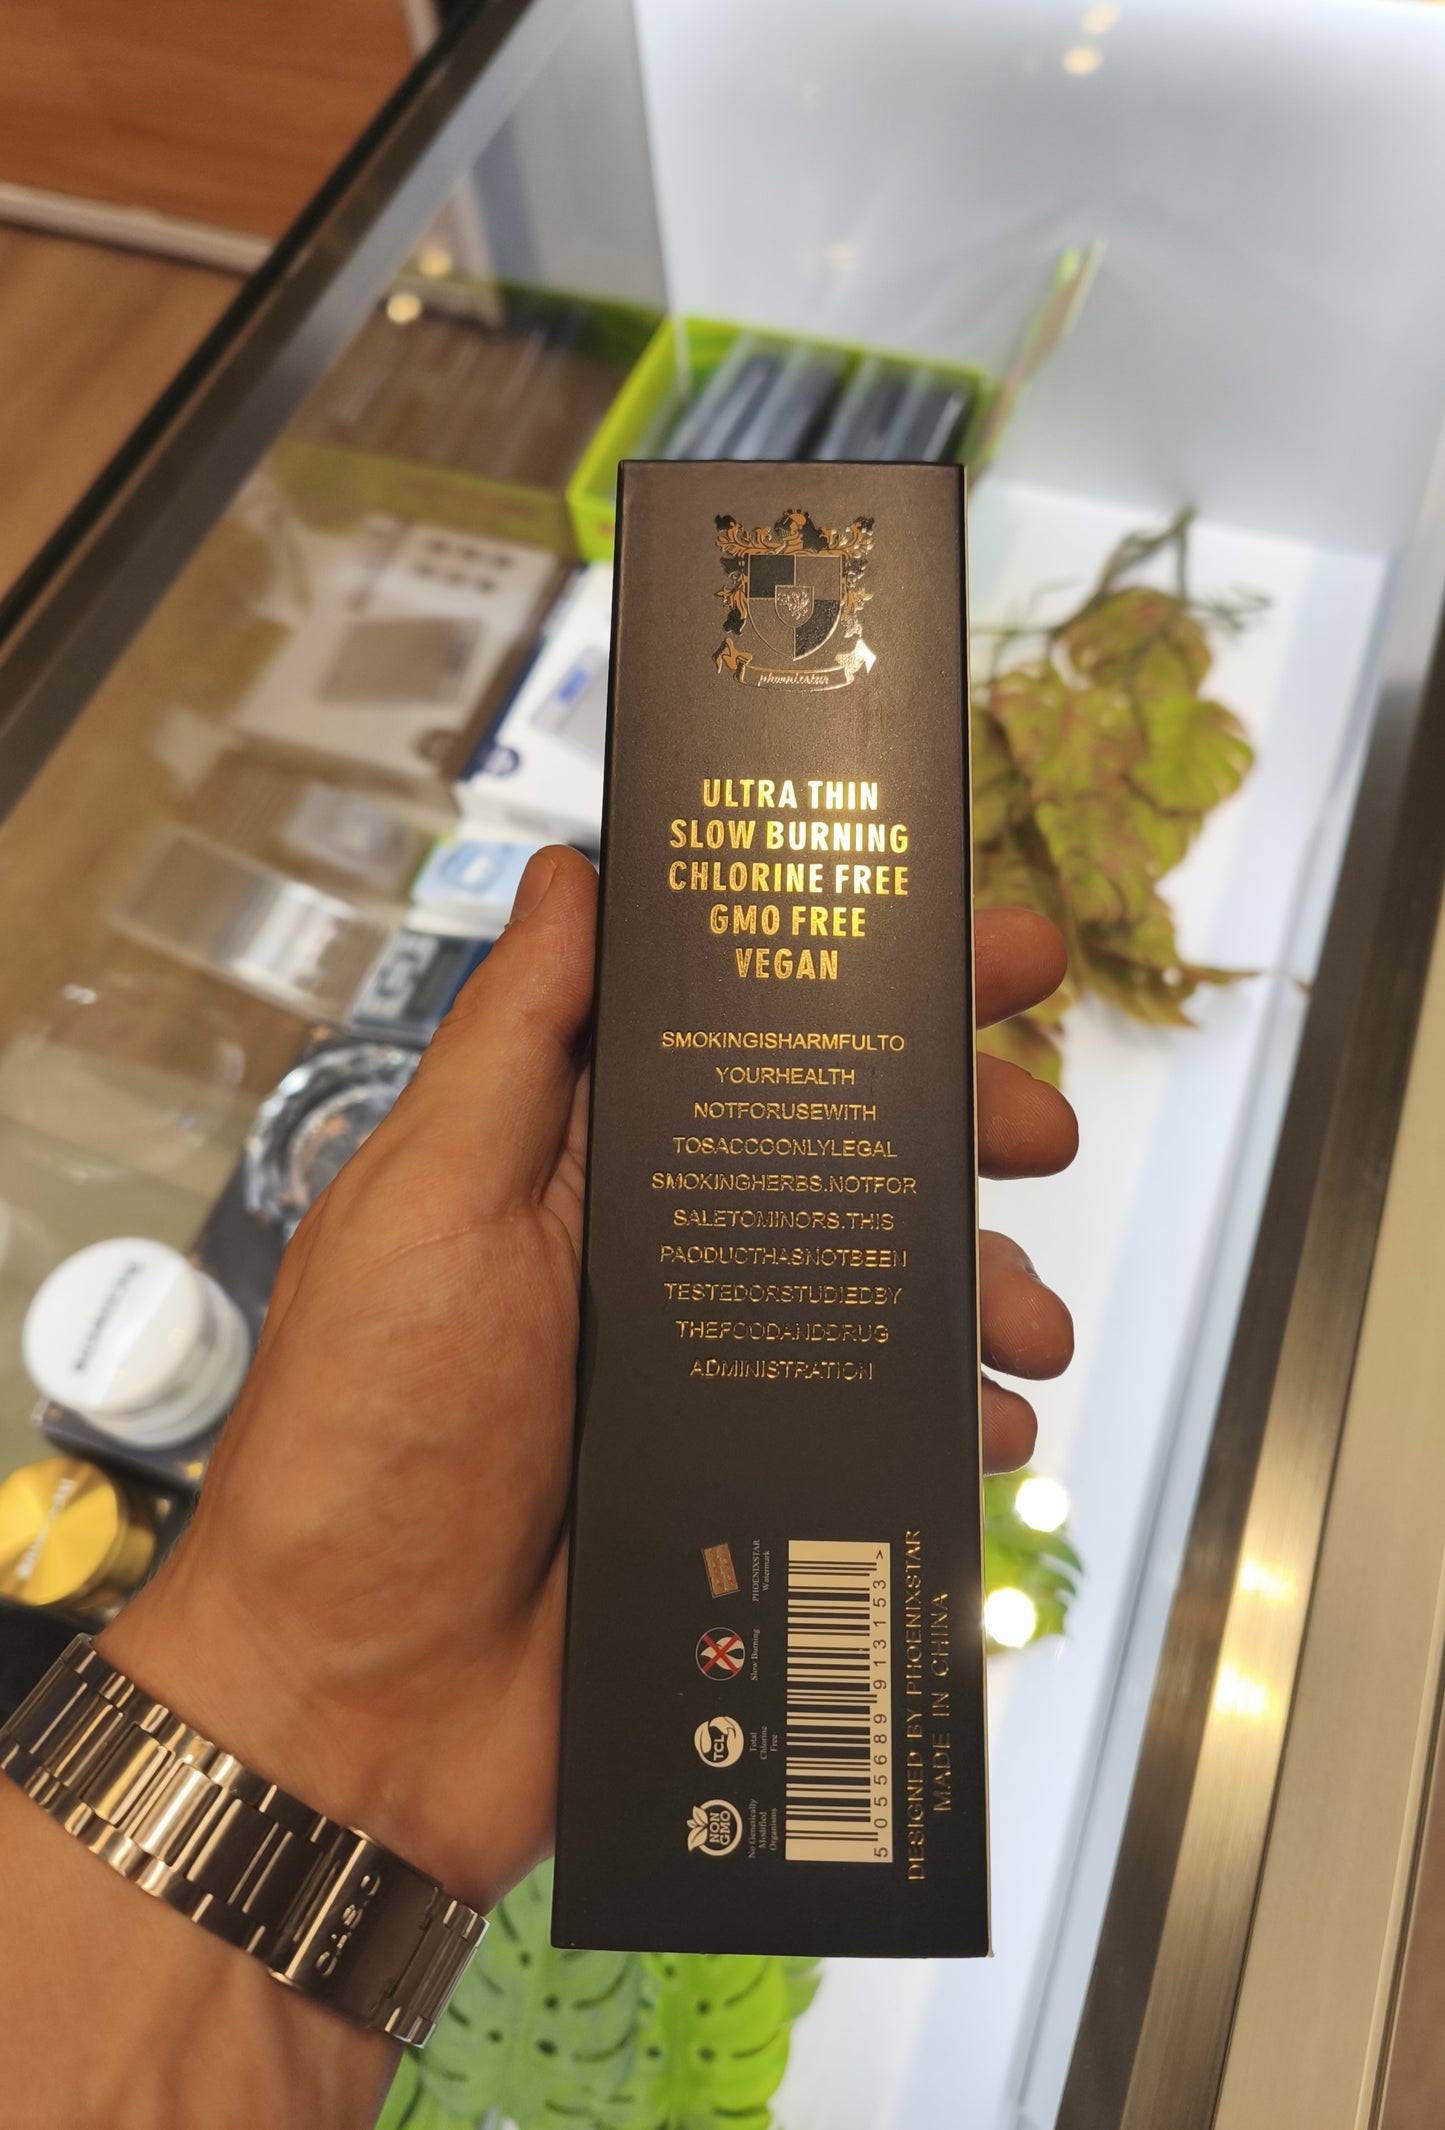 phoenixstar
ULTRA THIN
SLOW BURNING
CHLORINE FREE
GMO FREE
VEGAN
SMOKINGISHARMFULTO
YOURHEALTH
NOTFORUSEWITH
TOSACCOONLYLEGAL
SMOKINGHERBS.NOTFOR
SALETOMINORS.THIS
PAODUCTHASNOTBEEN
TESTEDORSTUDIEDBY
THEFOODANDDRUG
ADMINISTRATION
PHOENIXSTAR
Watermark
Slow Burning
TCL
Total
Chlorine
Free
NON
GMO
No Genetically
Modified
Organisms
5 055689 913153 >
DESIGNED BY PHOENIXSTAR
MADE IN CHINA
CASIO